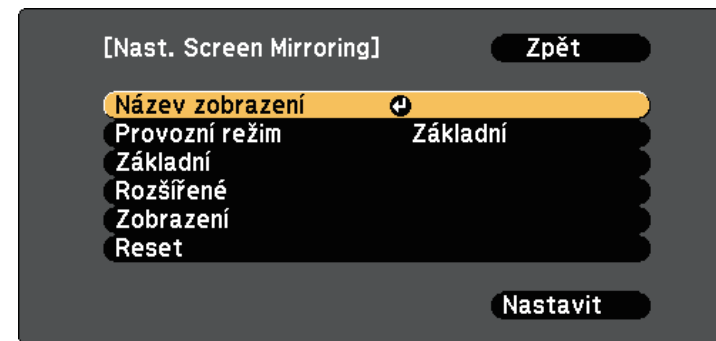 [Nast. Screen Mirroring] Zpět
Název zobrazení
Provozní režim Základní
Základní
Rozšířené
Zobrazení
Reset
Nastavit